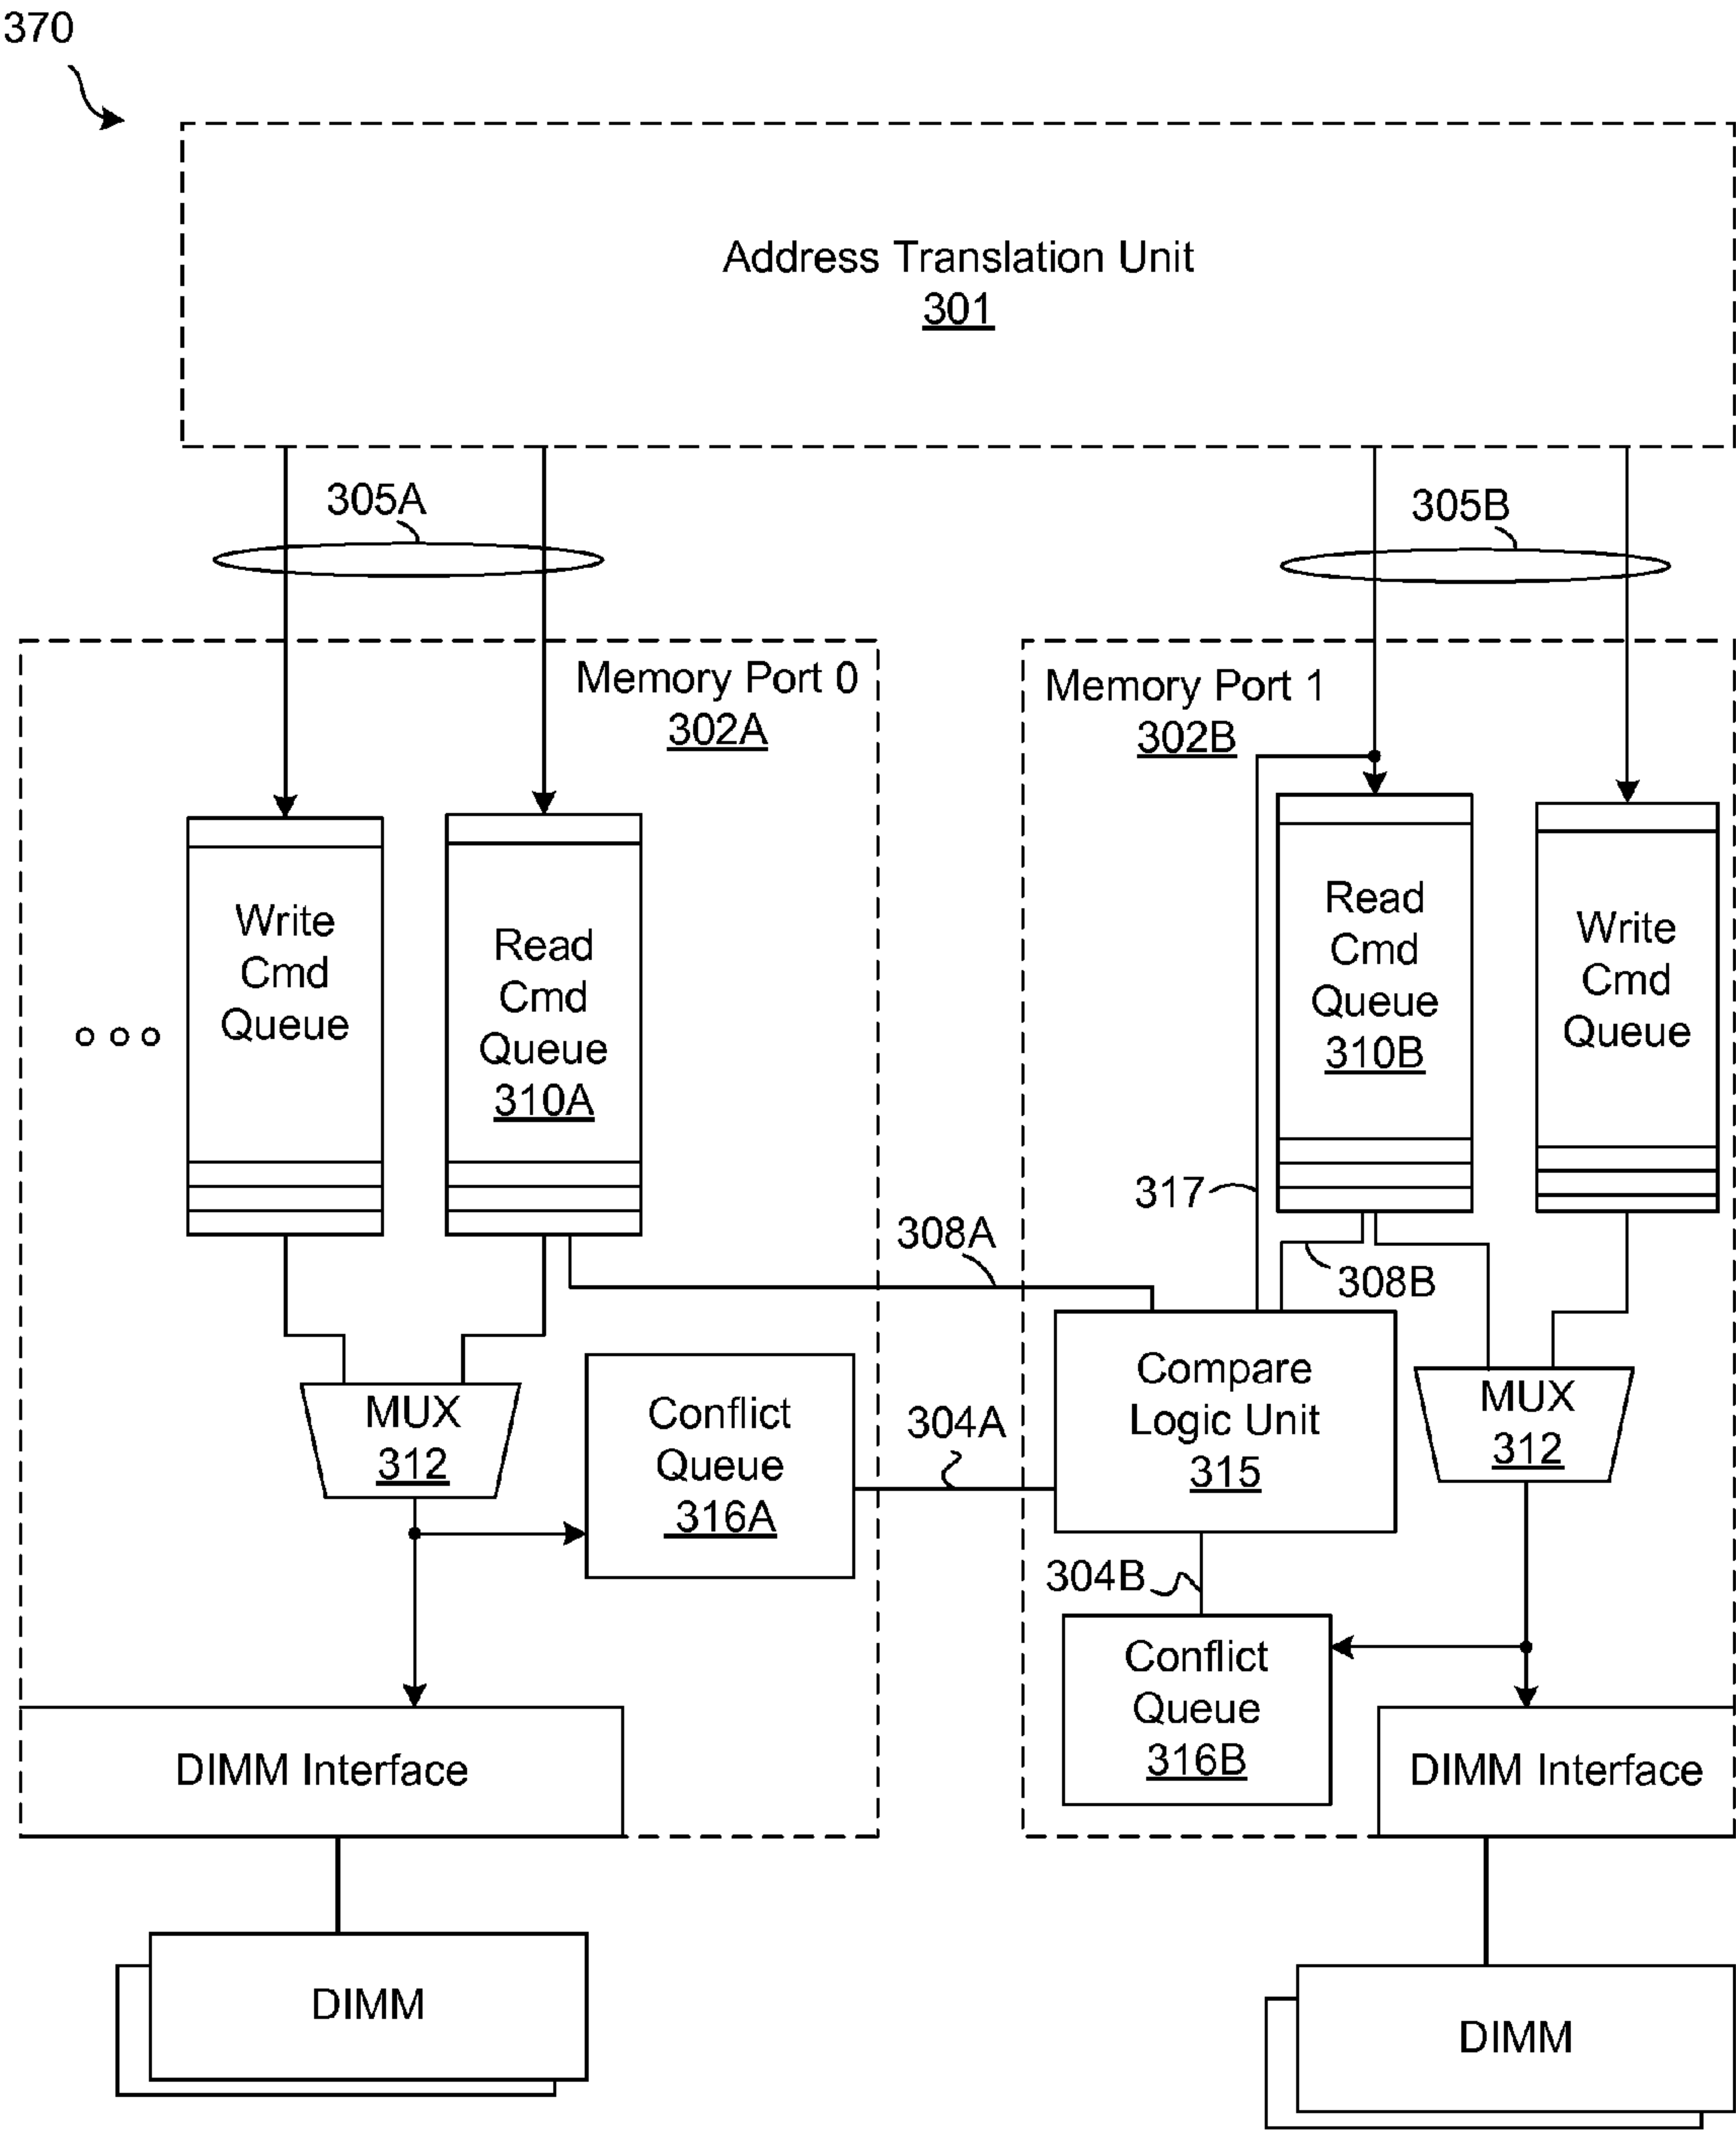 370
Address Translation Unit
301
305A
305B
Memory Port 0
302A
Memory Port 1
302B
Write
Cmd
Queue
Read
Cmd
Queue
310A
Read
Cmd
Queue
310B
Write
Cmd
Queue
317
308A
308B
MUX
312
Conflict
Queue
316A
304A
Compare
Logic Unit
315
MUX
312
304B
Conflict
Queue
316B
DIMM Interface
DIMM Interface
DIMM
DIMM